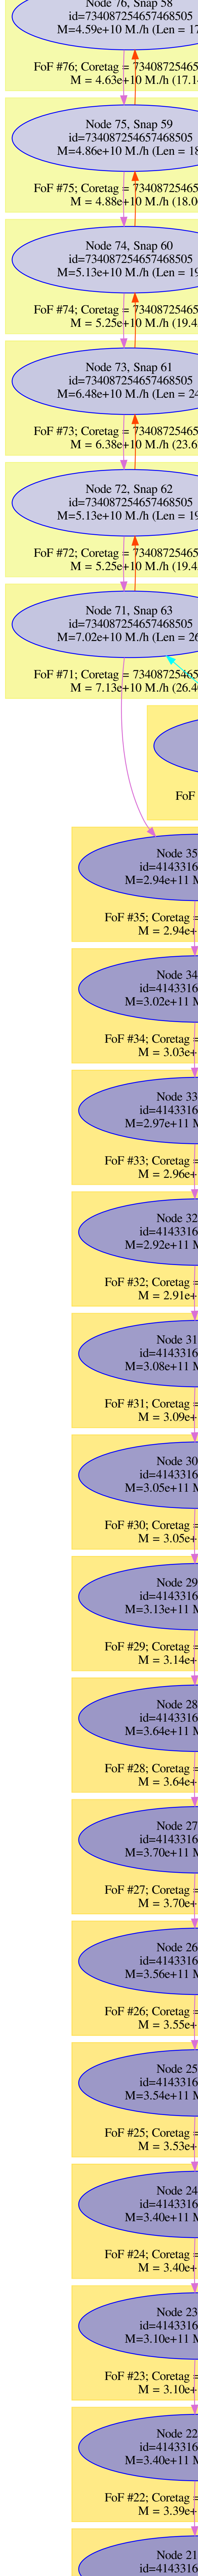 Node 76, Snap 58
id=734087254657468505
M=4.59e+10 M./h (Len = 17
FoF #76; Coretag = 73408725465
M = 4.63e+10 M./h (17.1
Node 75, Snap 59
id=734087254657468505
M=4.86e+10 M./h (Len = 18
FoF #75; Coretag = 73408725465
M = 4.88e+10 M./h (18.0
Node 74, Snap 60
id=734087254657468505
M=5.13e+10 M./h (Len = 19
FoF #74; Coretag = 73408725465
M = 5.25e+10 M./h (19.4
Node 73, Snap 61
id=734087254657468505
M=6.48e+10 M./h (Len = 24
FoF #73; Coretag = 73408725465
M = 6.38e+10 M./h (23.6
Node 72, Snap 62
id=734087254657468505
M=5.13e+10 M./h (Len = 19
FoF #72; Coretag = 73408725465
M = 5.25e+10 M./h (19.4
Node 71, Snap 63
id=734087254657468505
M=7.02e+10 M./h (Len = 26
FoF #71; Coretag = 73408725465
M = 7.13e+10 M./h (26.4
FoF
Node 35
id=4143316
M=2.94e+11 M
FoF #35; Coretag =
M = 2.94e+
Node 34
id=4143316
M=3.02e+11 M
FoF #34; Coretag =
M = 3.03e+
Node 33
id=4143316
M=2.97e+11 M
FoF #33; Coretag =
M = 2.96e+
Node 32
id=4143316
M=2.92e+11 M
FoF #32; Coretag =
M = 2.91e+
Node 31
id=4143316
M=3.08e+11 M
FoF #31; Coretag =
M = 3.09e+
Node 30
id=4143316
M=3.05e+11 M
FoF #30; Coretag =
M = 3.05e+
Node 29
id=4143316
M=3.13e+11 M
FoF #29; Coretag =
M = 3.14e+
Node 28
id=4143316
M=3.64e+11 M
FoF #28; Coretag =
M = 3.64e+
Node 27
id=4143316
M=3.70e+11 M
FoF #27; Coretag =
M = 3.70e+
Node 26
id=4143316
M=3.56e+11 M
FoF #26; Coretag =
M = 3.55e+
Node 25
id=4143316
M=3.54e+11 M
FoF #25; Coretag =
M = 3.53e+
Node 24
id=4143316
M=3.40e+11 M
FoF #24; Coretag =
M = 3.40e+
Node 23
id=4143316
M=3.10e+11 M
FoF #23; Coretag =
M = 3.10e+
Node 22
id=4143316
M=3.40e+11 M
FoF #22; Coretag =
M = 3.39e+
Node 21
id=4143316